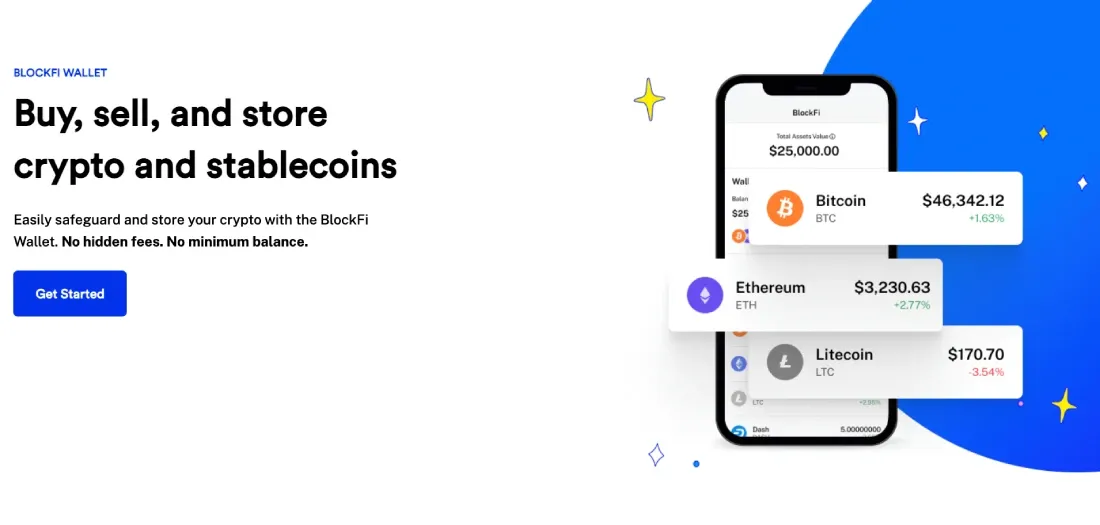 BLOCKFI WALLET
Buy, sell, and store
crypto and stablecoins
Easily safeguard and store your crypto with the BlockFi
Wallet. No hidden fees. No minimum balance.
Get Started
BlockFi
Total Assets Value
$25,000.00
Bitcoin $46,342.12
BTC +1.63%
Ethereum $3,230.63
ETH +2.77%
Litecoin $170.70
LTC -3.54%
LTC
Dash 5.00000000